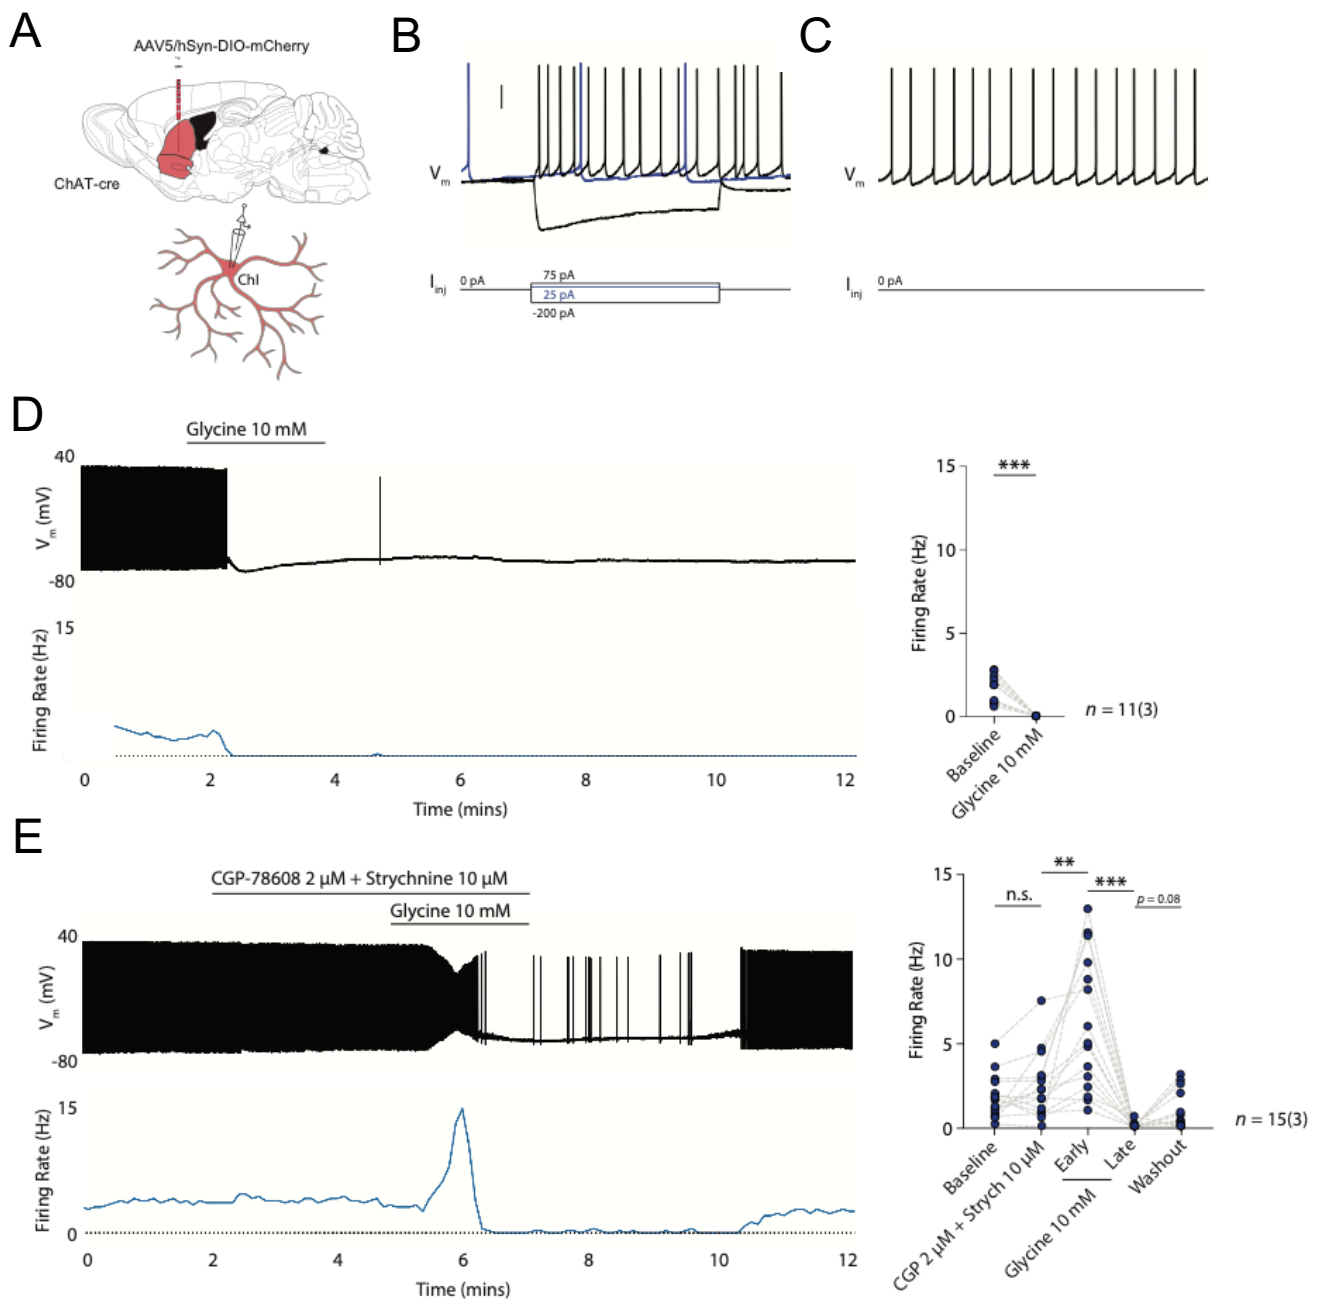 A
AAV5/hSyn-DIO-mCherry
ChAT-cre
ChI
B
Vm
Iinj
0 pA
75 pA
25 pA
-200 pA
C
Vm
Iinj
0 pA
D
Glycine 10 mM
40
Vm (mV)
-80
15
Firing Rate (Hz)
0 2 4 6 8 10 12
Time (mins)
15
10
5
0
Firing Rate (Hz)
***
Baseline
Glycine 10 mM
n = 11(3)
E
CGP-78608 2 μM + Strychnine 10 μM
Glycine 10 mM
40
Vm (mV)
-80
15
Firing Rate (Hz)
0
0 2 4 6 8 10 12
Time (mins)
15
10
5
0
Firing Rate (Hz)
n.s.
**
***
p = 0.08
Baseline
CGP 2 μM + Strych 10 μM
Early
Late
Glycine 10 mM
Washout
n = 15(3)